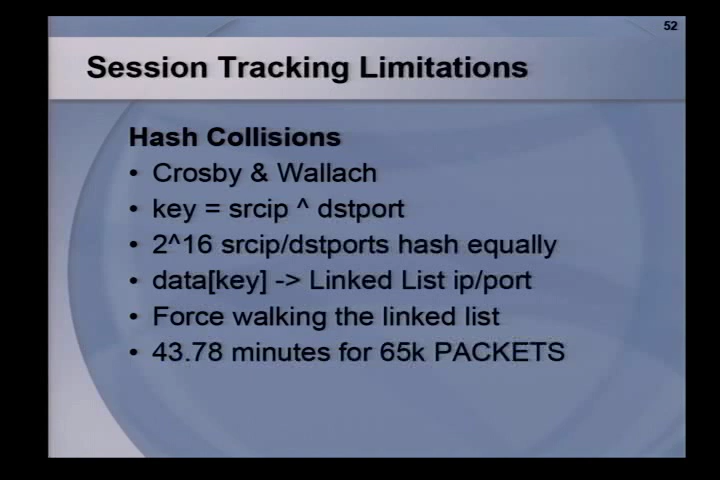 52
Session Tracking Limitations
Hash Collisions
• Crosby & Wallach
• key = srcip ^ dstport
• 2^16 srcip/dstports hash equally
• data[key] -> Linked List ip/port
• Force walking the linked list
• 43.78 minutes for 65k PACKETS